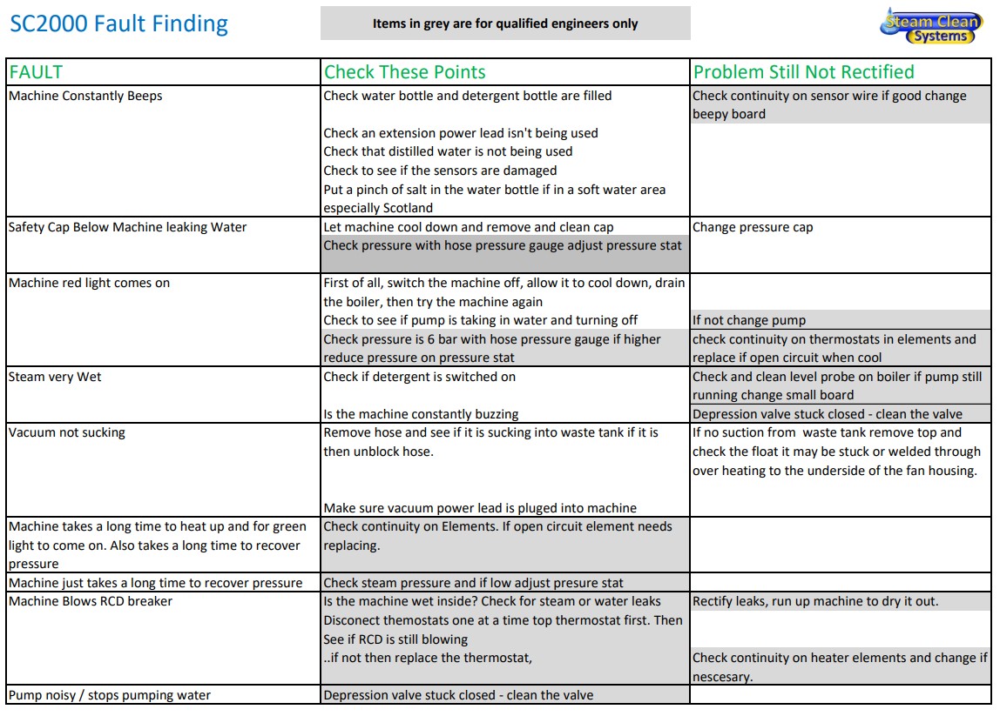 SC2000 Fault Finding
Items in grey are for qualified engineers only
Steam Clean
Systems
FAULT
Check These Points
Problem Still Not Rectified
Machine Constantly Beeps
Check water bottle and detergent bottle are filled
Check an extension power lead isn't being used
Check that distilled water is not being used
Check to see if the sensors are damaged
Put a pinch of salt in the water bottle if in a soft water area
especially Scotland
Check continuity on sensor wire if good change
beepy board
Safety Cap Below Machine leaking Water
Let machine cool down and remove and clean cap
Check pressure with hose pressure gauge adjust pressure stat
Change pressure cap
Machine red light comes on
First of all, switch the machine off, allow it to cool down, drain
the boiler, then try the machine again
Check to see if pump is taking in water and turning off
Check pressure is 6 bar with hose pressure gauge if higher
reduce pressure on pressure stat
If not change pump
check continuity on thermostats in elements and
replace if open circuit when cool
Steam very Wet
Check if detergent is switched on
Is the machine constantly buzzing
Check and clean level probe on boiler if pump still
running change small board
Depression valve stuck closed - clean the valve
Vacuum not sucking
Remove hose and see if it is sucking into waste tank if it is
then unblock hose.
Make sure vacuum power lead is pluged into machine
If no suction from waste tank remove top and
check the float it may be stuck or welded through
over heating to the underside of the fan housing.
Machine takes a long time to heat up and for green
light to come on. Also takes a long time to recover
pressure
Check continuity on Elements. If open circuit element needs
replacing.
Machine just takes a long time to recover pressure
Check steam pressure and if low adjust presure stat
Machine Blows RCD breaker
Is the machine wet inside? Check for steam or water leaks
Disconect themostats one at a time top thermostat first. Then
See if RCD is still blowing
..if not then replace the thermostat,
Rectify leaks, run up machine to dry it out.
Check continuity on heater elements and change if
nescesary.
Pump noisy / stops pumping water
Depression valve stuck closed - clean the valve